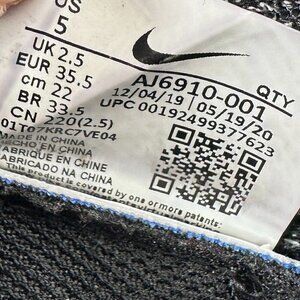 US
5
UK 2.5
EUR 35.5
cm 22
BR 33.5
CN 220(2.5)
AJ6910-001
QTY
12/04/19 05/19/20
UPC 00192499377623
01T07KRC7VE04
MADE IN CHINA
FABRIQUE EN CHINE
FABRICADO NA CHINA
FABRICADO EN CHINA
This product is covered by one or more patents: